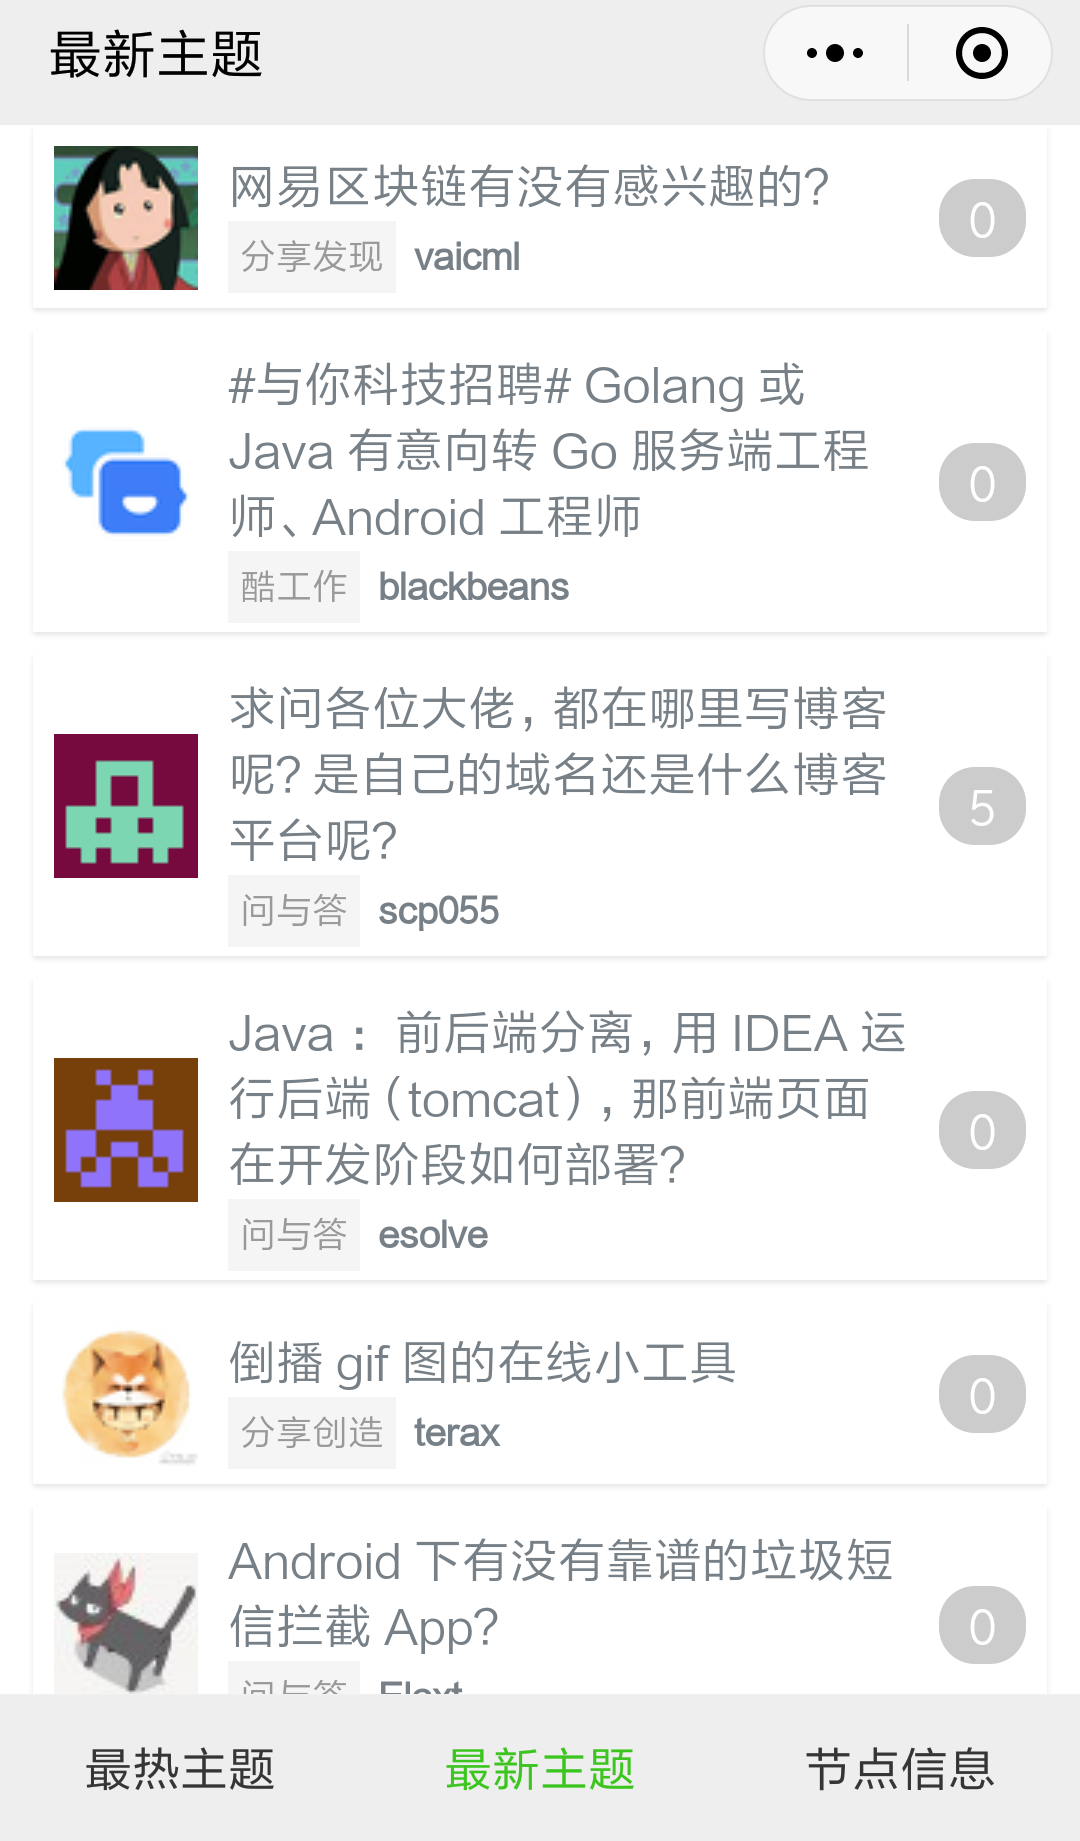 最新主题
网易区块链有没有感兴趣的?
0
分享发现 vaicml
#与你科技招聘# Golang 或
Java 有意向转 Go 服务端工程
师、Android 工程师
0
酷工作 blackbeans
求问各位大佬，都在哪里写博客
呢？是自己的域名还是什么博客
平台呢？
5
问与答 scp055
Java： 前后端分离，用 IDEA 运
行后端（tomcat），那前端页面
在开发阶段如何部署?
0
问与答 esolve
倒播 gif 图的在线小工具
0
分享创造 terax
Android 下有没有靠谱的垃圾短
信拦截 App？
0
问与答
最热主题 最新主题 节点信息